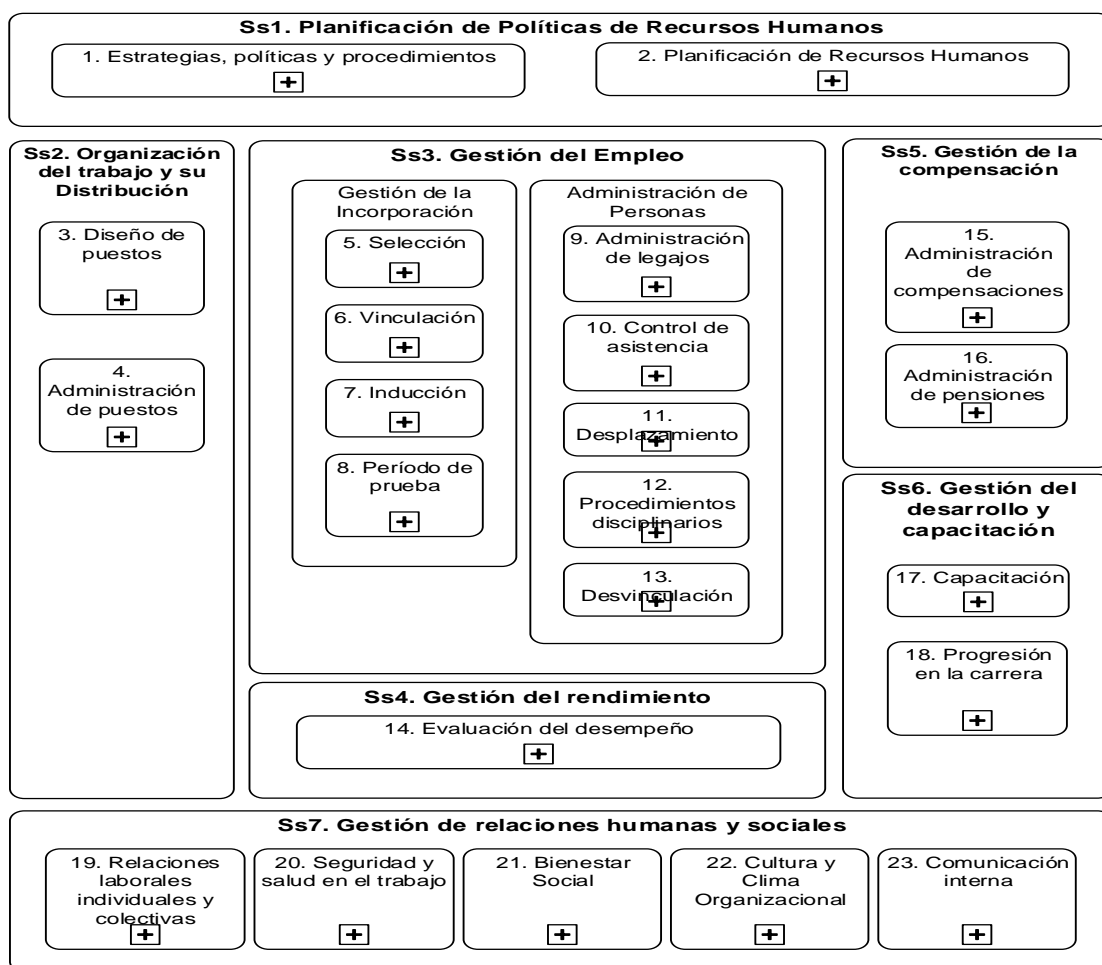 Ss1. Planificación de Políticas de Recursos Humanos
1. Estrategias, políticas y procedimientos
2. Planificación de Recursos Humanos
Ss2. Organización
del trabajo y su
Distribución
3. Diseño de
puestos
4.
Administración
de puestos
Ss3. Gestión del Empleo
Gestión de la
Incorporación
5. Selección
6. Vinculación
7. Inducción
8. Período de
prueba
Administración de
Personas
9. Administración
de legajos
10. Control de
asistencia
11.
Desplazamiento
12.
Procedimientos
disciplinarios
13.
Desvinculación
Ss4. Gestión del rendimiento
14. Evaluación del desempeño
Ss5. Gestión de la
compensación
15.
Administración
de
compensaciones
16.
Administración
de pensiones
Ss6. Gestión del
desarrollo y
capacitación
17. Capacitación
18. Progresión
en la carrera
Ss7. Gestión de relaciones humanas y sociales
19. Relaciones
laborales
individuales y
colectivas
20. Seguridad y
salud en el trabajo
21. Bienestar
Social
22. Cultura y
Clima
Organizacional
23. Comunicación
interna